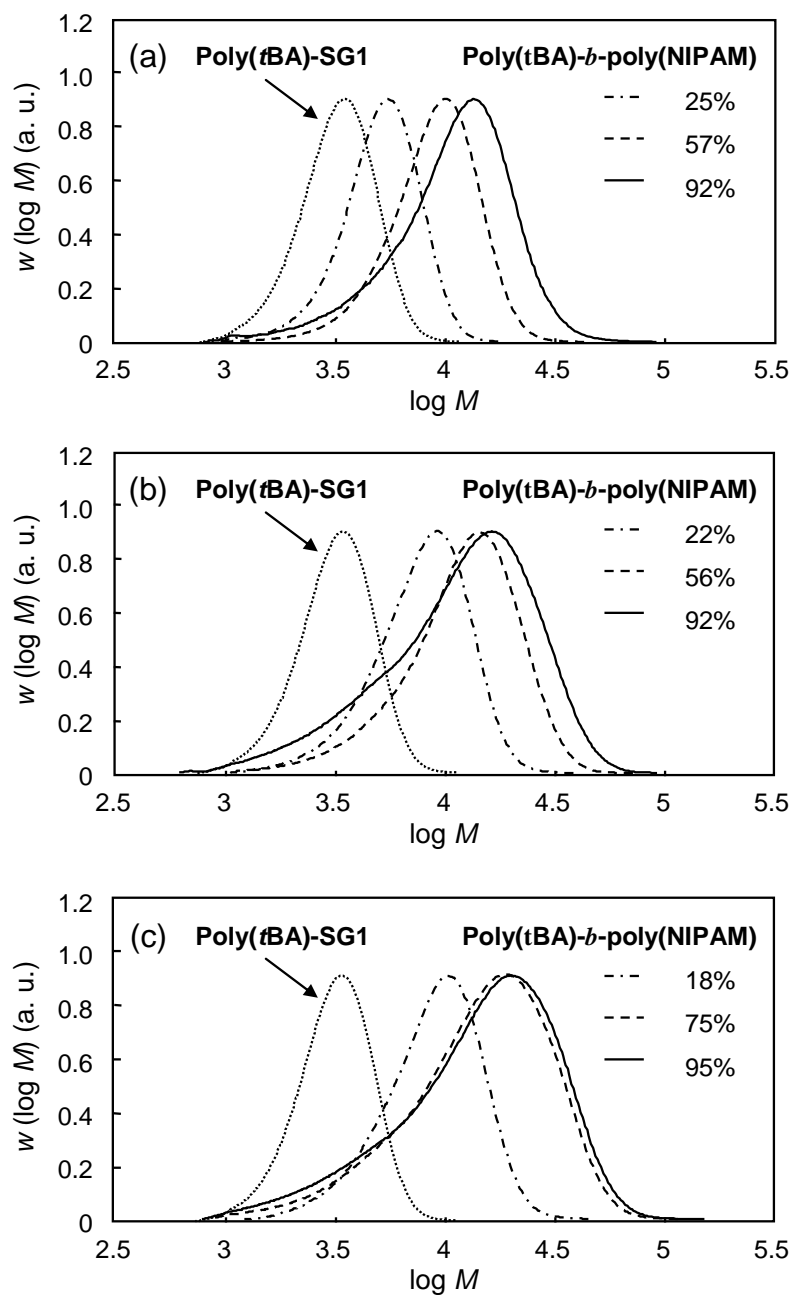 (a) Poly(tBA)-SG1 Poly(tBA)-b-poly(NIPAM)
25%
57%
92%
w (log M) (a. u.)
1.2
1.0
0.8
0.6
0.4
0.2
0
2.5 3 3.5 4 4.5 5 5.5
log M
(b) Poly(tBA)-SG1 Poly(tBA)-b-poly(NIPAM)
22%
56%
92%
w (log M) (a. u.)
1.2
1.0
0.8
0.6
0.4
0.2
0
2.5 3 3.5 4 4.5 5 5.5
log M
(c) Poly(tBA)-SG1 Poly(tBA)-b-poly(NIPAM)
18%
75%
95%
w (log M) (a. u.)
1.2
1.0
0.8
0.6
0.4
0.2
0
2.5 3 3.5 4 4.5 5 5.5
log M